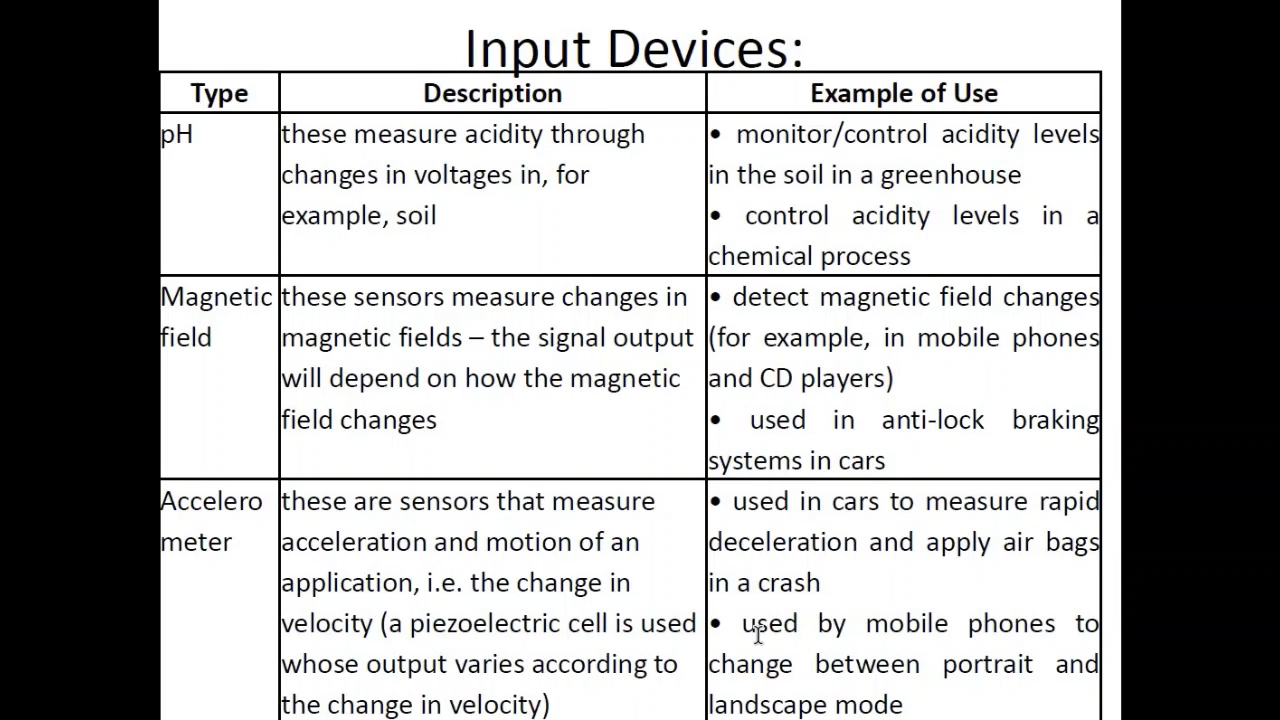 Input Devices:
Type Description Example of Use
pH
these measure acidity through
changes in voltages in, for
example, soil
• monitor/control acidity levels
in the soil in a greenhouse
• control acidity levels in a
chemical process
Magnetic
field
these sensors measure changes in
magnetic fields – the signal output
will depend on how the magnetic
field changes
• detect magnetic field changes
(for example, in mobile phones
and CD players)
• used in anti-lock braking
systems in cars
Accelero
meter
these are sensors that measure
acceleration and motion of an
application, i.e. the change in
velocity (a piezoelectric cell is used
whose output varies according to
the change in velocity)
• used in cars to measure rapid
deceleration and apply air bags
in a crash
• used by mobile phones to
change between portrait and
landscape mode